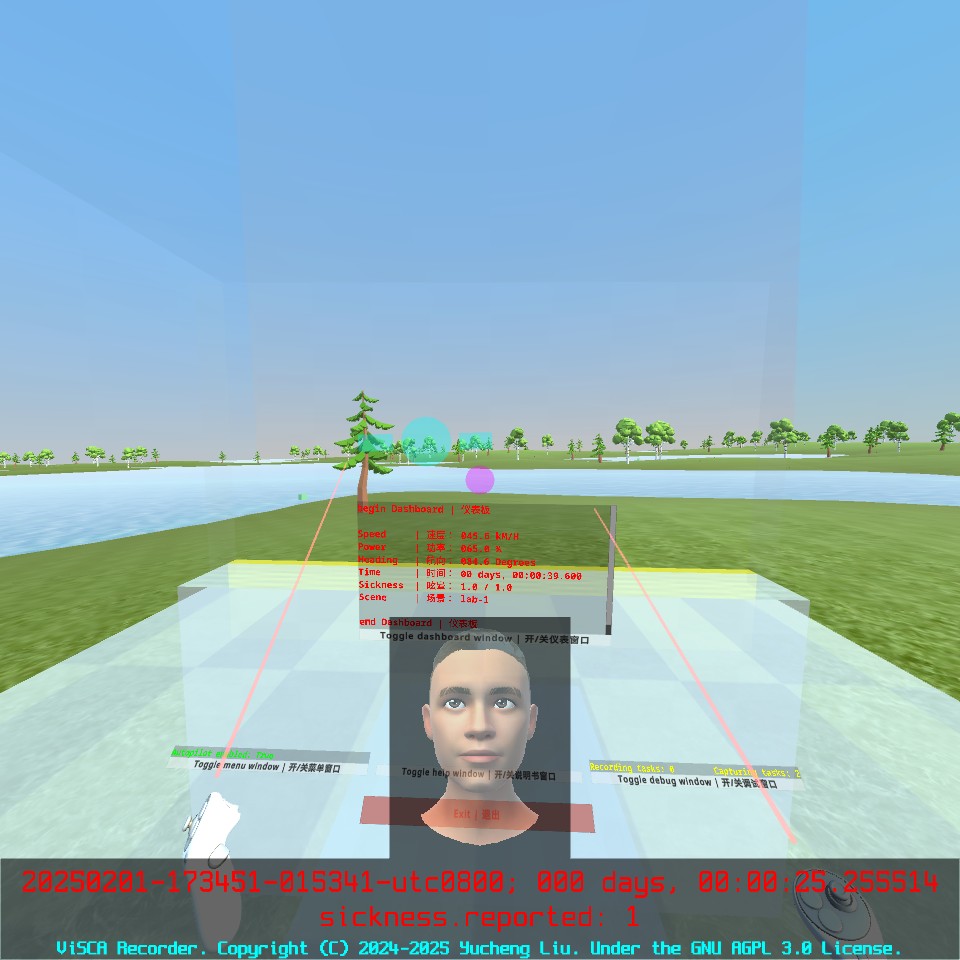 Begin Dashboard | 仪表板
Speed | 速度: 045.8 kM/H
Power | 功率: 065.0 %
Heading | 航向: 054.6 Degrees
Time | 时间: 00 days, 00:00:39.600
Sickness | 眩晕: 1.0 / 1.0
Scene | 场景: lab-1
end Dashboard | 仪表板
Toggle dashboard window | 开/关仪表窗口
Autopilot enabled: True
Toggle menu window | 开/关菜单窗口
Toggle help window | 开/关说明书窗口
Recording tasks: 0 Capturing tasks: 2
Toggle debug window | 开/关调试窗口
Exit | 退出
20250201-173451-015341-utc0800; 000 days, 00:00:25.255514
sickness.reported: 1
ViSCA Recorder. Copyright (C) 2024-2025 Yucheng Liu. Under the GNU AGPL 3.0 License.